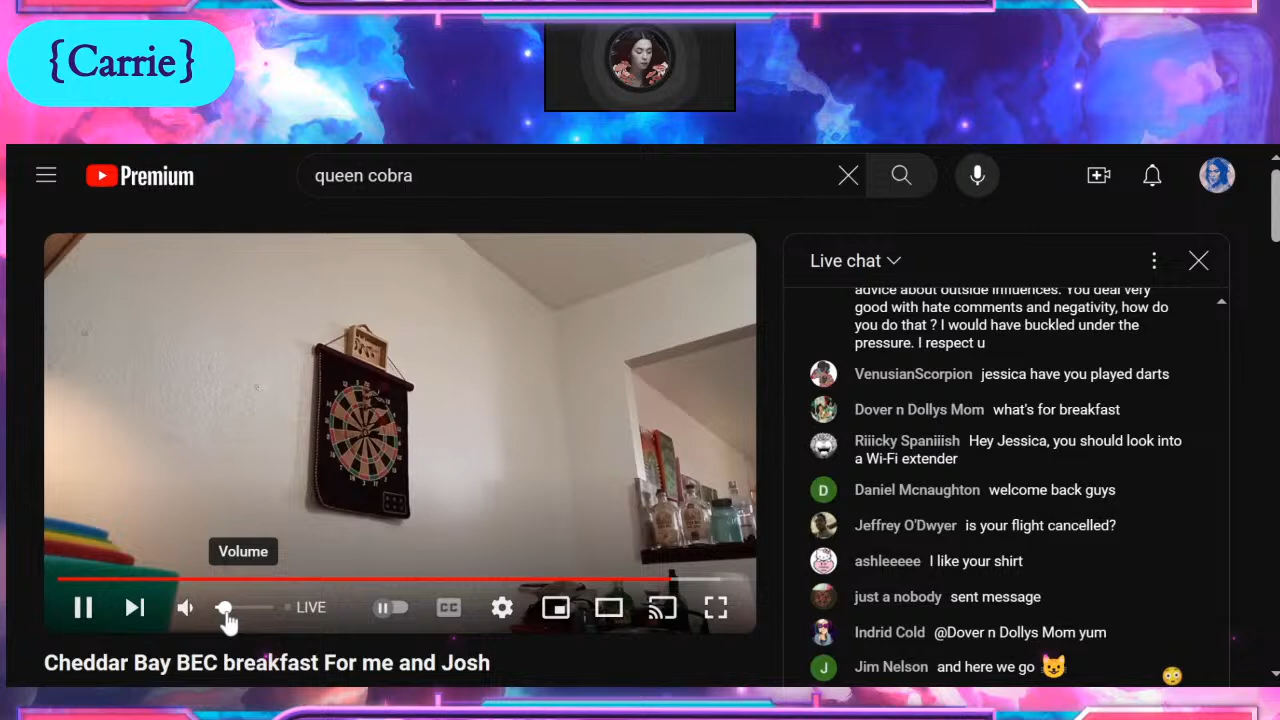 {Carrie}
Premium
queen cobra
Live chat
advice about outside influences. You deal very
good with hate comments and negativity, how do
you do that ? I would have buckled under the
pressure. I respect u
VenusianScorpion jessica have you played darts
Dover n Dollys Mom what's for breakfast
Riiicky Spaniiish Hey Jessica, you should look into
a Wi-Fi extender
D Daniel Mcnaughton welcome back guys
Jeffrey O'Dwyer is your flight cancelled?
ashleeeee I like your shirt
just a nobody sent message
Indrid Cold @Dover n Dollys Mom yum
J Jim Nelson and here we go
Volume
LIVE
CC
Cheddar Bay BEC breakfast For me and Josh